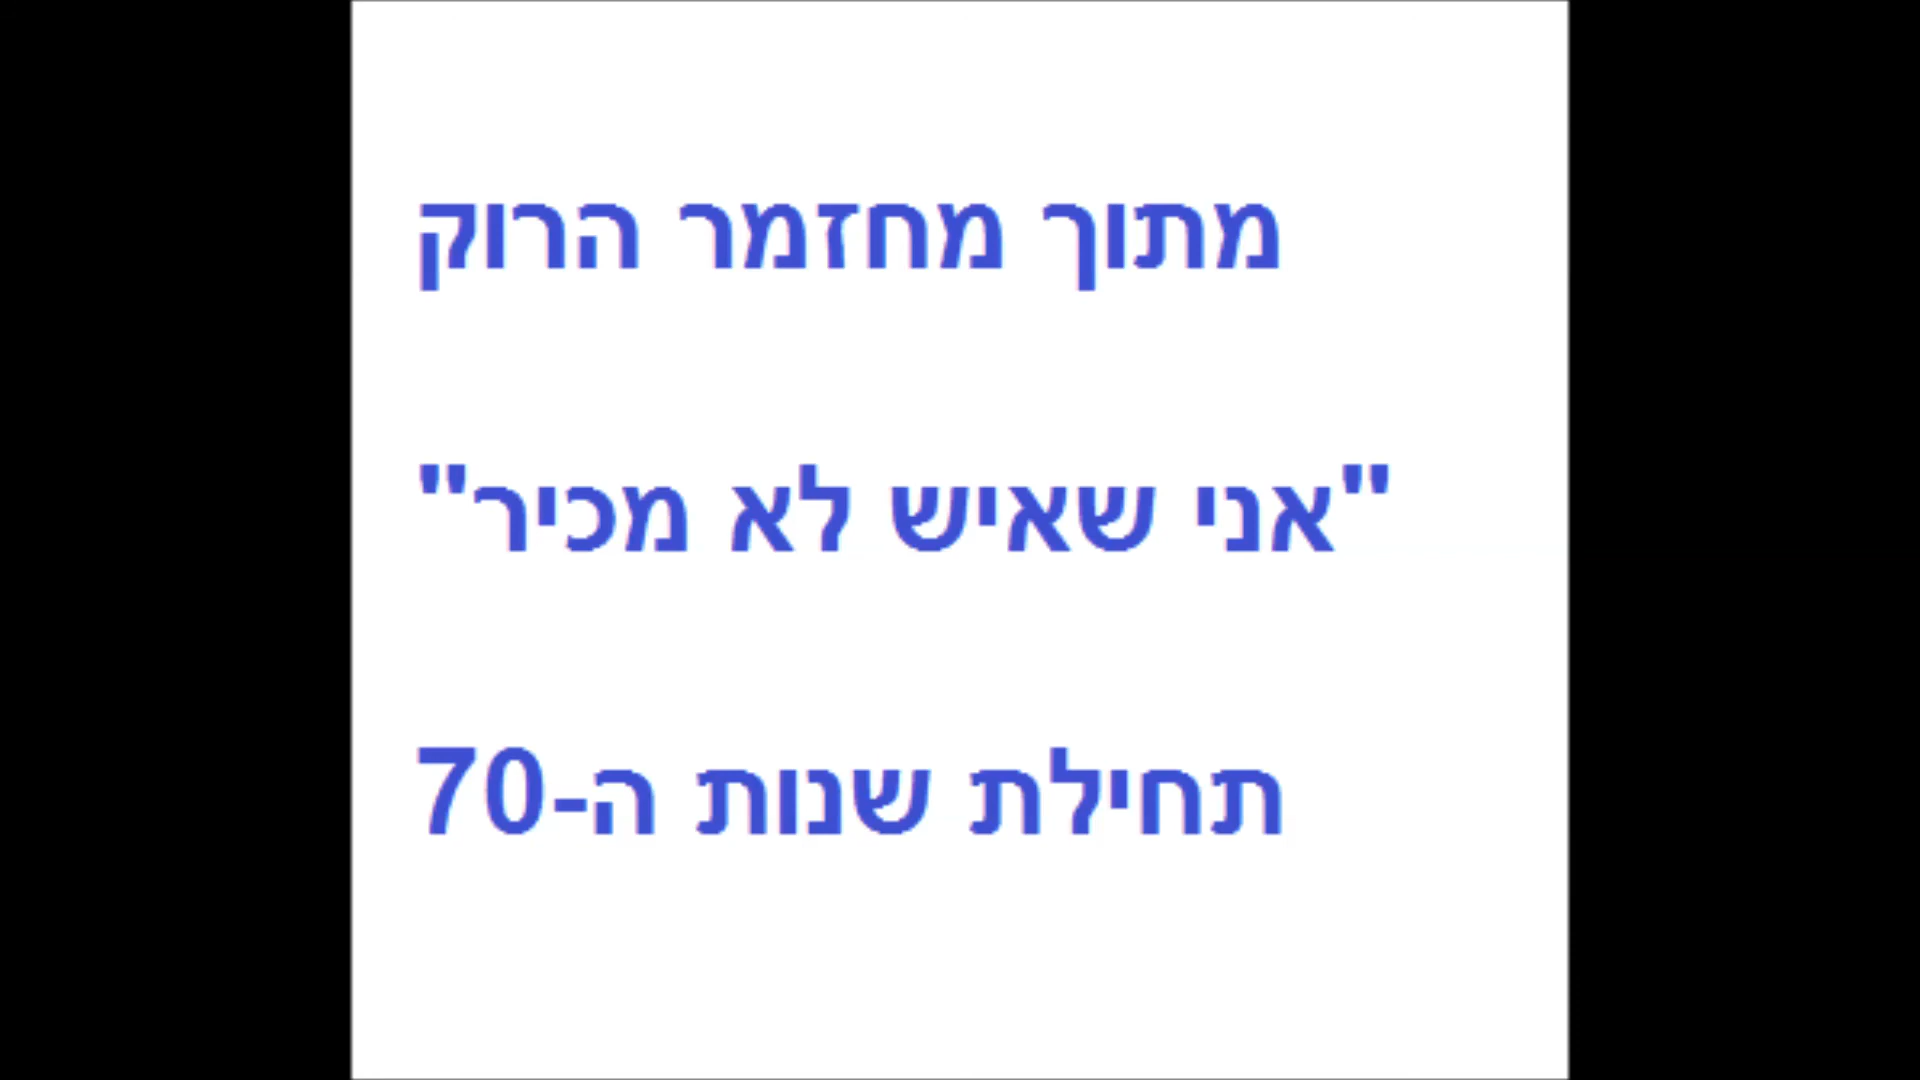 מתוך מחזמר הרוק
"אני שאיש לא מכיר"
תחילת שנות ה-70